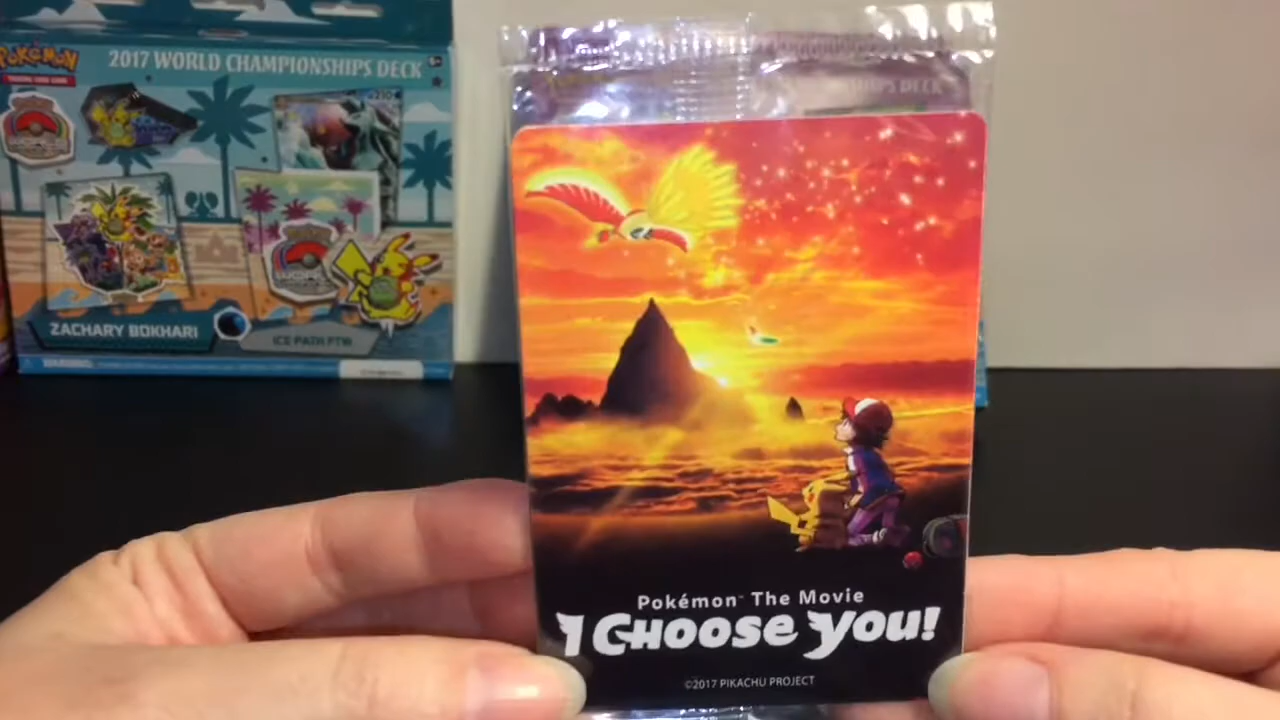 POKÉMON
TRADING CARD GAME
2017 WORLD CHAMPIONSHIPS DECK
ZACHARY BOKHARI
ICE PATH FTW
Pokémon™ The Movie
I Choose You!
©2017 PIKACHU PROJECT